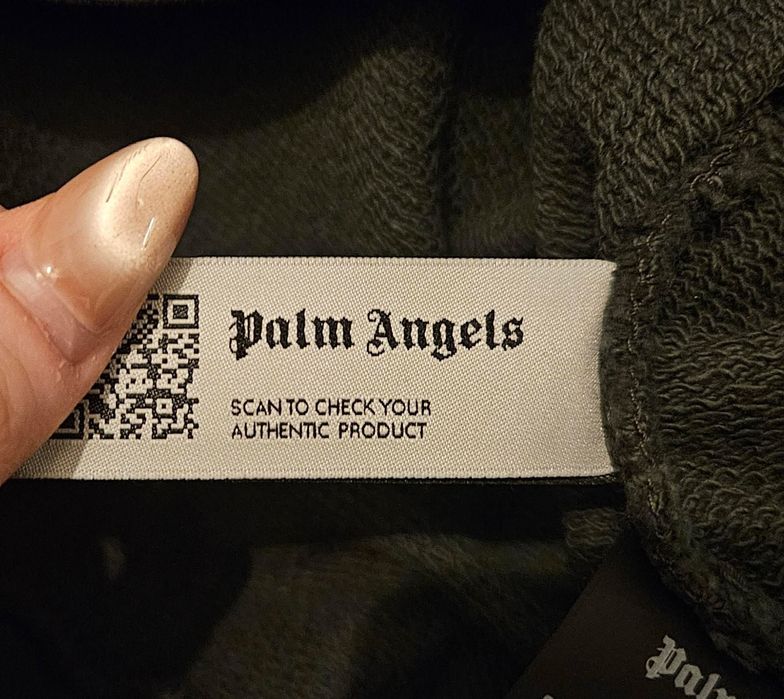 Palm Angels
SCAN TO CHECK YOUR
AUTHENTIC PRODUCT